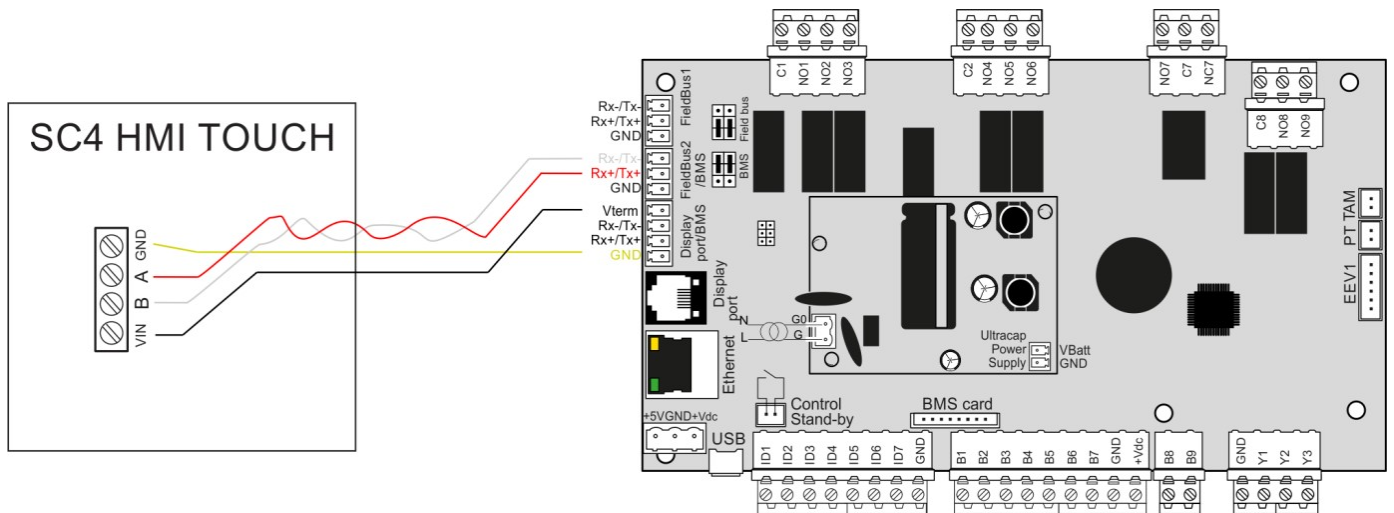 SC4 HMI TOUCH
GND
A
B
VIN
C1
NO1
NO2
NO3
C2
NO4
NO5
NO6
NO7
C7
NC7
C8
NO8
NO9
Rx-/Tx-
Rx+/Tx+
GND
FieldBus1
Field bus
Rx-/Tx-
Rx+/Tx+
GND
FieldBus2
/BMS
BMS
Vterm
Rx-/Tx-
Rx+/Tx+
GND
Display
port/BMS
Display
port
N
L
G0
G
Ethernet
Ultracap
Power
Supply
VBatt
GND
PT TAM
EEV1
Control
Stand-by
BMS card
+5VGND+Vdc
USB
ID1
ID2
ID3
ID4
ID5
ID6
ID7
GND
B1
B2
B3
B4
B5
B6
B7
GND
+Vdc
B8
B9
GND
Y1
Y2
Y3